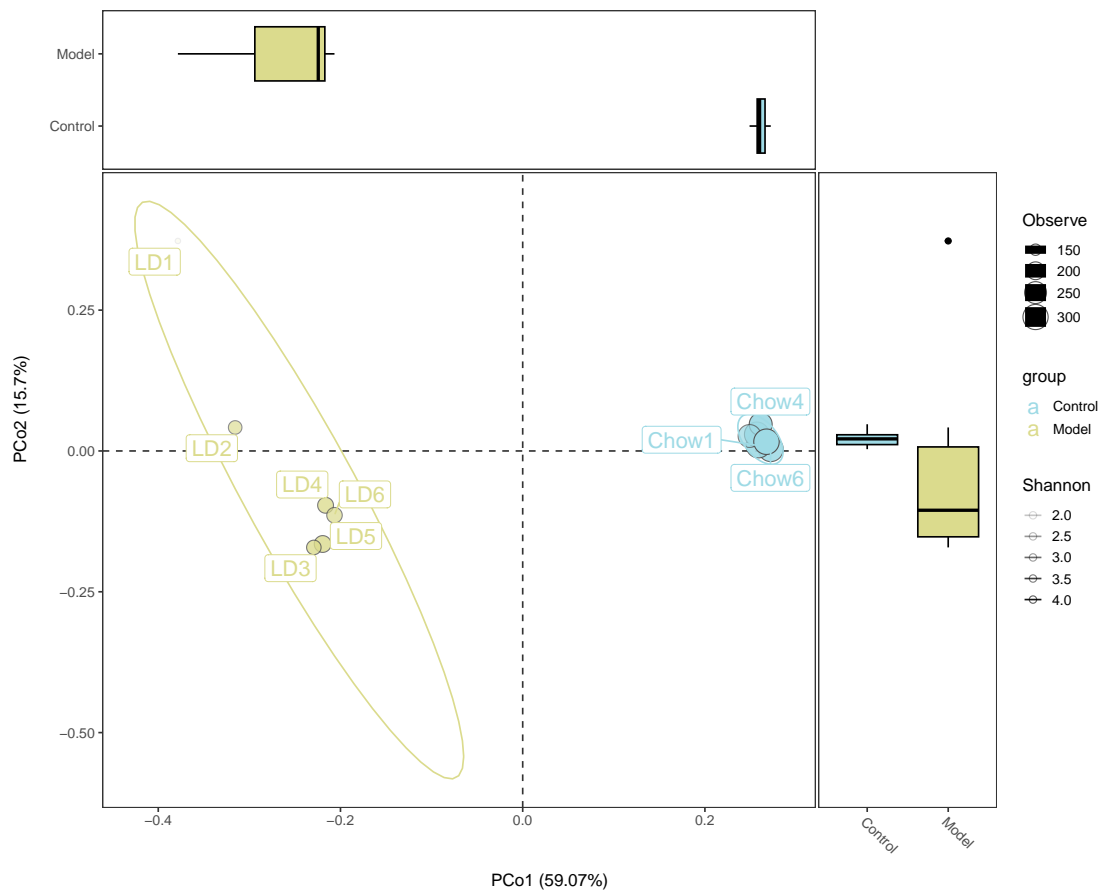 Model
Control
LD1
LD2
LD4
LD6
LD5
LD3
Chow4
Chow1
Chow6
0.25
0.00
−0.25
−0.50
PCo2 (15.7%)
−0.4
−0.2
0.0
0.2
PCo1 (59.07%)
Control
Model
Observe
150
200
250
300
group
a Control
a Model
Shannon
2.0
2.5
3.0
3.5
4.0